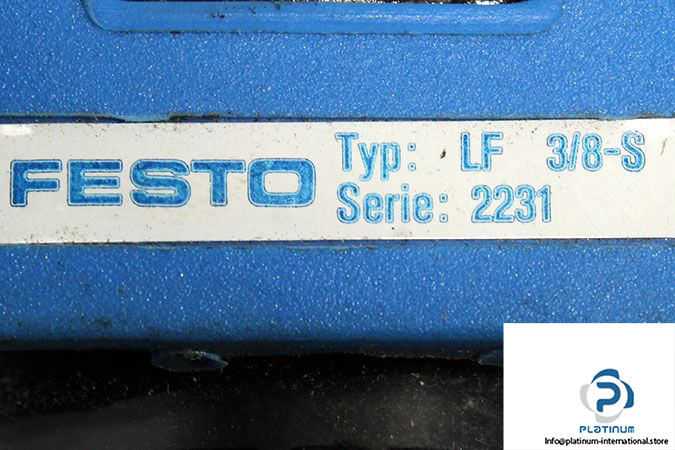 FESTO
Typ: LF 3/8-S
Serie: 2231
PLATINUM
Info@platinum-international.store